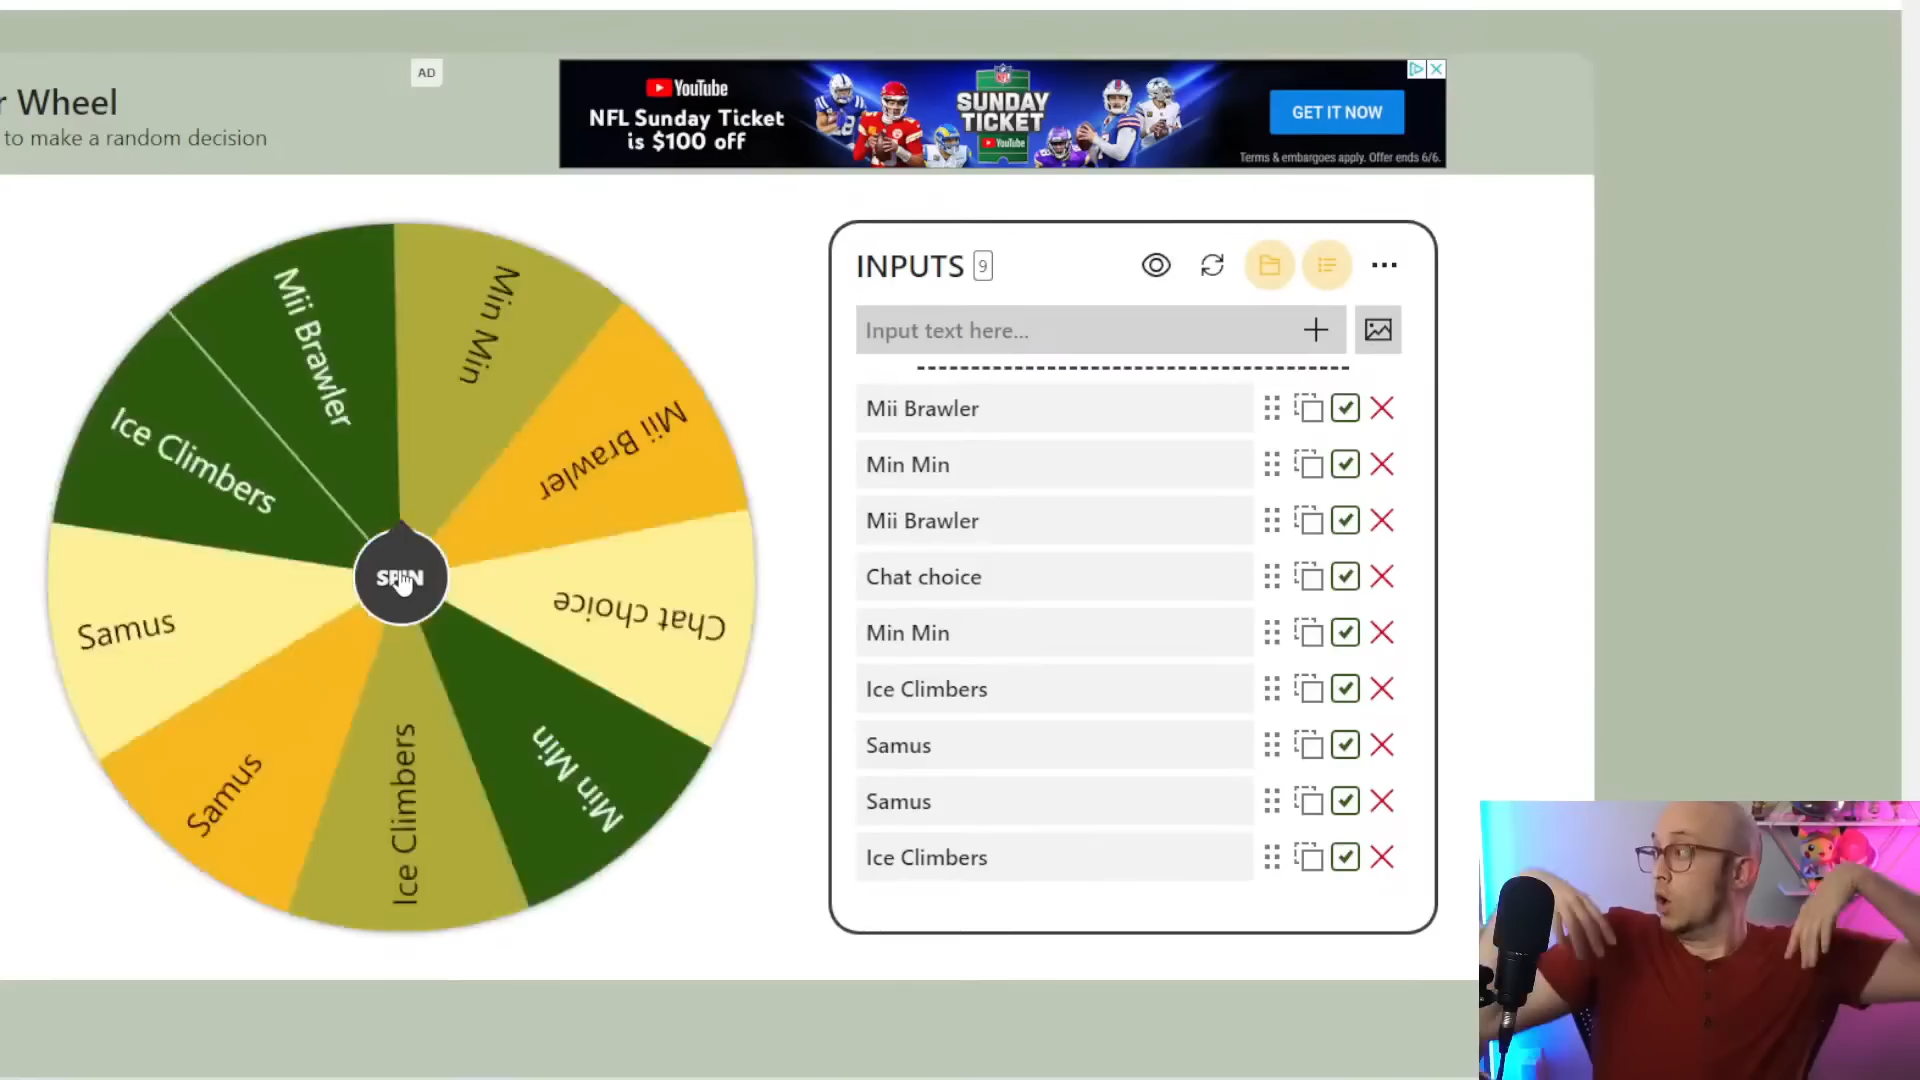 r Wheel
to make a random decision
AD
YouTube
NFL Sunday Ticket
is $100 off
NFL
SUNDAY
TICKET
YouTube
GET IT NOW
Terms & embargoes apply. Offer ends 6/6.
Min Min
Mii Brawler
Chat choice
Min Min
Ice Climbers
Samus
Samus
Ice Climbers
Mii Brawler
SPIN
INPUTS 9
Input text here...
Mii Brawler
Min Min
Mii Brawler
Chat choice
Min Min
Ice Climbers
Samus
Samus
Ice Climbers